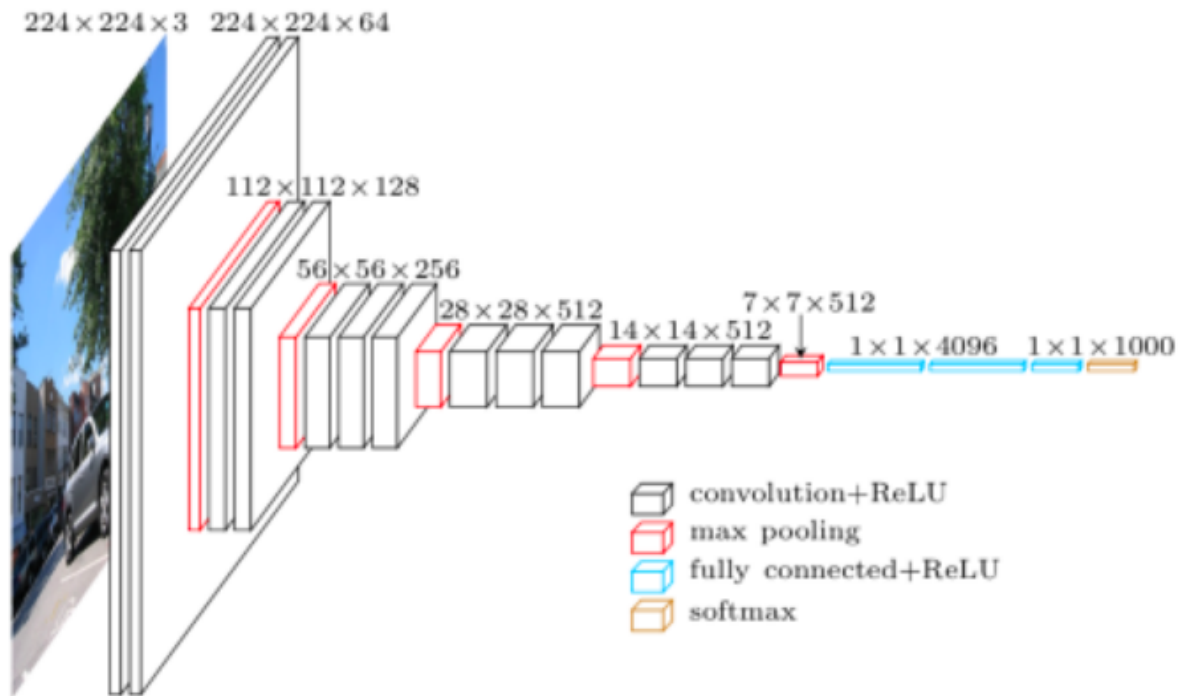 224×224×3 224×224×64
112×112×128
56×56×256
28×28×512
14×14×512
7×7×512
1×1×4096 1×1×1000
convolution+ReLU
max pooling
fully connected+ReLU
softmax